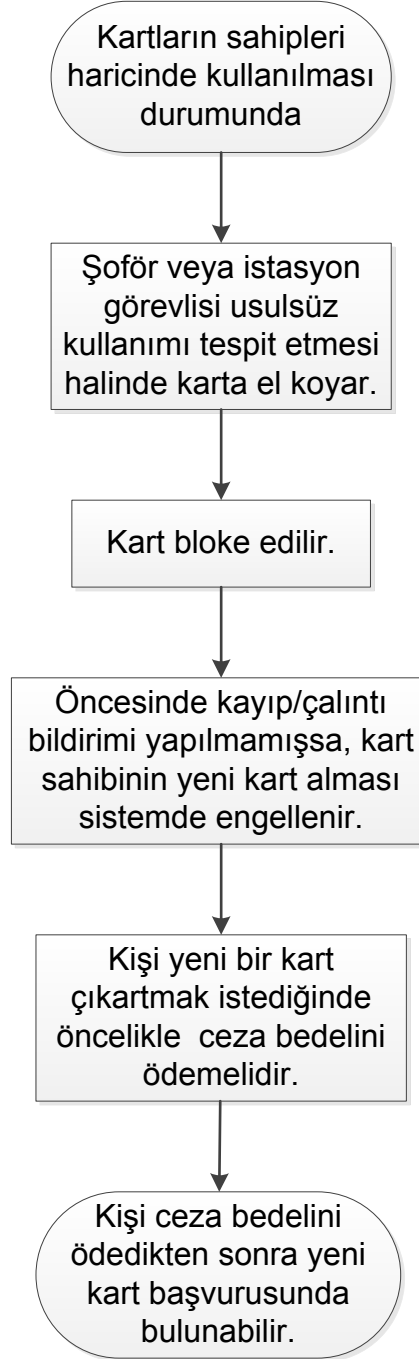 Kartların sahipleri
haricinde kullanılması
durumunda
Şoför veya istasyon
görevlisi usulsüz
kullanımı tespit etmesi
halinde karta el koyar.
Kart bloke edilir.
Öncesinde kayıp/çalıntı
bildirimi yapılmamışsa, kart
sahibinin yeni kart alması
sistemde engellenir.
Kişi yeni bir kart
çıkartmak istediğinde
öncelikle  ceza bedelini
ödemelidir.
Kişi ceza bedelini
ödedikten sonra yeni
kart başvurusunda
bulunabilir.